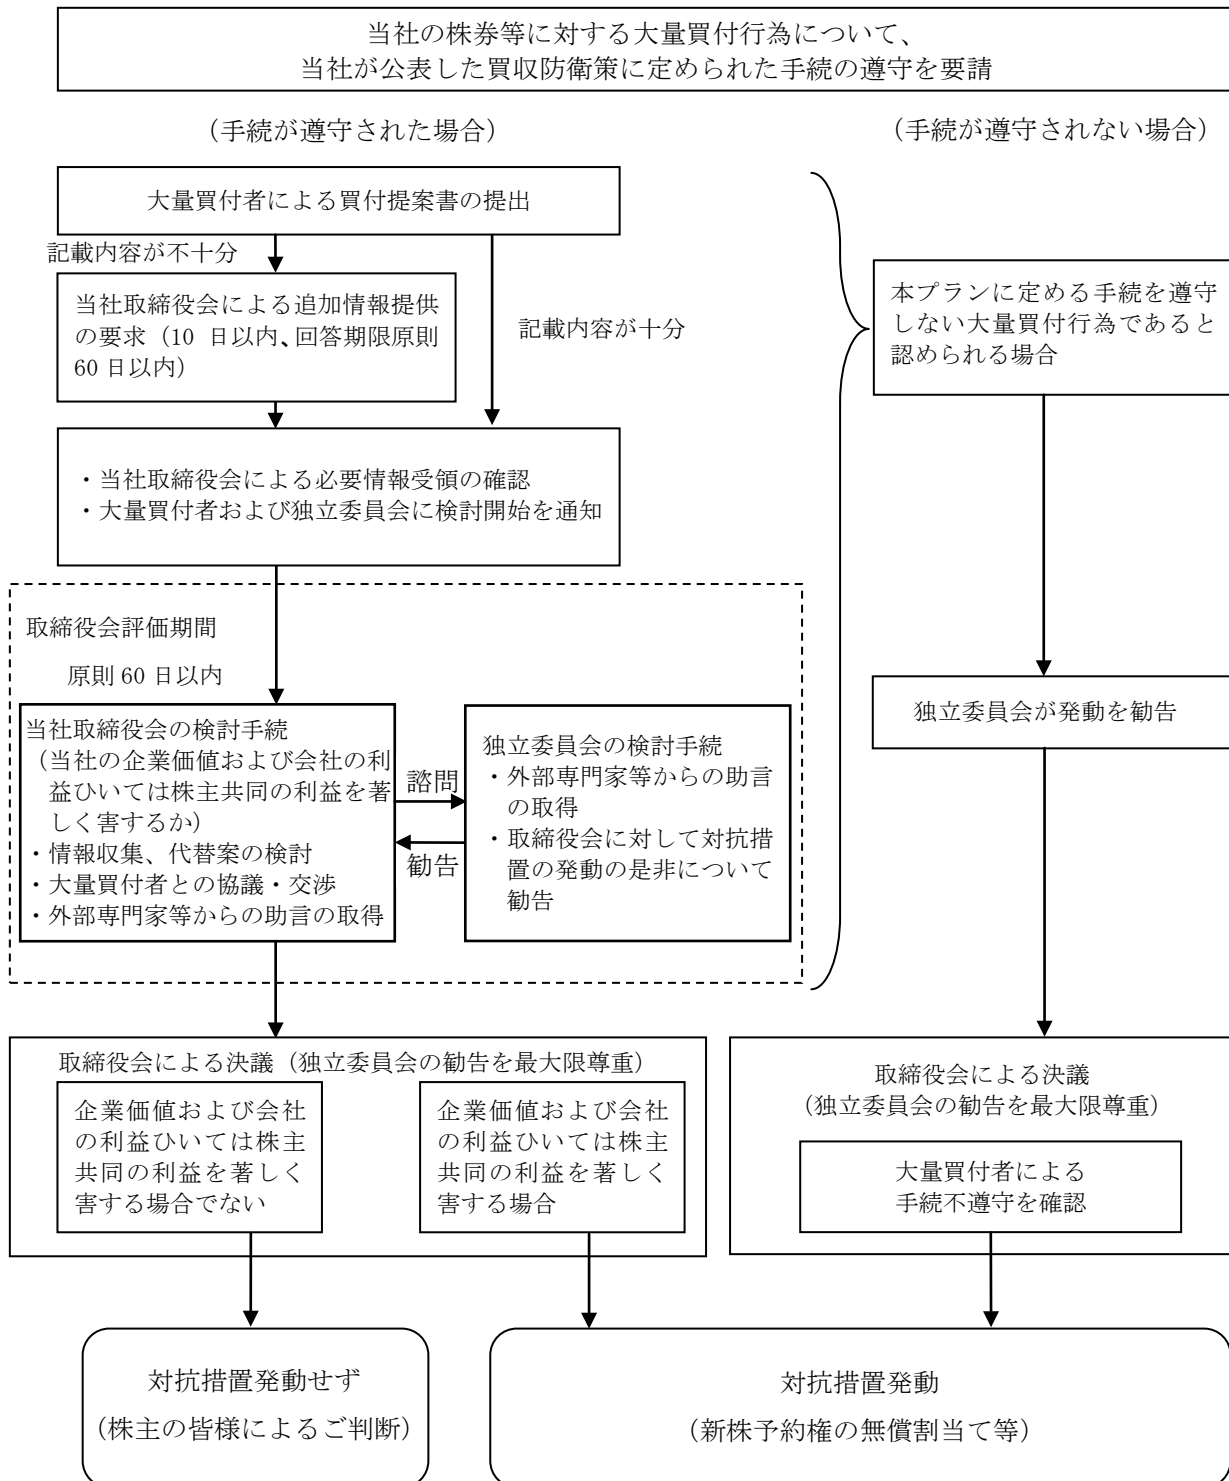 当社の株券等に対する大量買付行為について、
当社が公表した買収防衛策に定められた手続の遵守を要請
（手続が遵守された場合）
（手続が遵守されない場合）
大量買付者による買付提案書の提出
記載内容が不十分
当社取締役会による追加情報提供
の要求（10 日以内、回答期限原則
60 日以内）
記載内容が十分
本プランに定める手続を遵守
しない大量買付行為であると
認められる場合
・当社取締役会による必要情報受領の確認
・大量買付者および独立委員会に検討開始を通知
取締役会評価期間
原則 60 日以内
独立委員会が発動を勧告
当社取締役会の検討手続
（当社の企業価値および会社の利
益ひいては株主共同の利益を著
しく害するか）
・情報収集、代替案の検討
・大量買付者との協議・交渉
・外部専門家等からの助言の取得
諮問
勧告
独立委員会の検討手続
・外部専門家等からの助言
の取得
・取締役会に対して対抗措
置の発動の是非について
勧告
取締役会による決議（独立委員会の勧告を最大限尊重）
企業価値および会社
の利益ひいては株主
共同の利益を著しく
害する場合でない
企業価値および会社
の利益ひいては株主
共同の利益を著しく
害する場合
取締役会による決議
（独立委員会の勧告を最大限尊重）
大量買付者による
手続不遵守を確認
対抗措置発動せず
（株主の皆様によるご判断）
対抗措置発動
（新株予約権の無償割当て等）